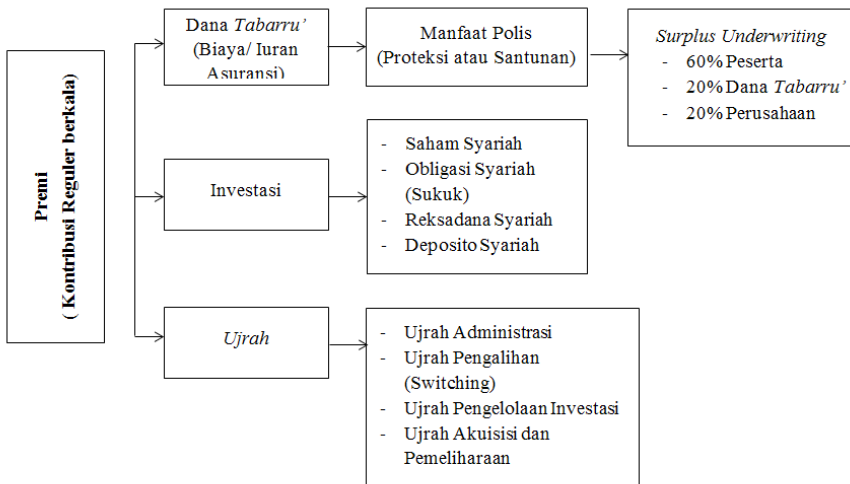 Premi
( Kontribusi Reguler berkala)
Dana Tabarru’
(Biaya/ Iuran
Asuransi)
Manfaat Polis
(Proteksi atau Santunan)
Surplus Underwriting
- 60% Peserta
- 20% Dana Tabarru’
- 20% Perusahaan
Investasi
- Saham Syariah
- Obligasi Syariah
(Sukuk)
- Reksadana Syariah
- Deposito Syariah
Ujrah
- Ujrah Administrasi
- Ujrah Pengalihan
(Switching)
- Ujrah Pengelolaan Investasi
- Ujrah Akuisisi dan
Pemeliharaan